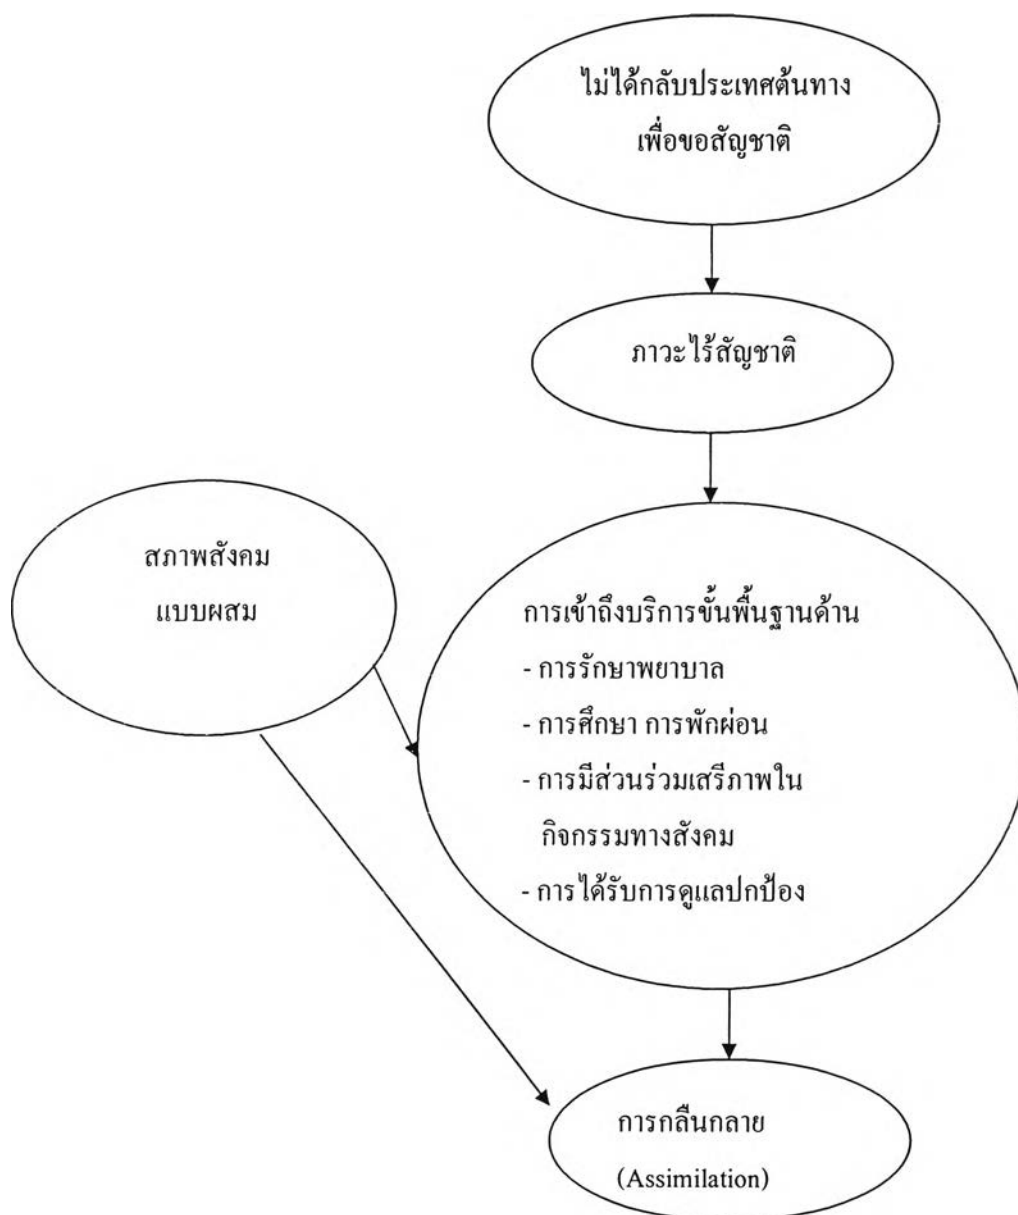 ไม่ได้กลับประเทศต้นทาง
เพื่อขอสัญชาติ
ภาวะไร้สัญชาติ
สภาพสังคม
แบบผสม
การเข้าถึงบริการขั้นพื้นฐานด้าน
- การรักษาพยาบาล
- การศึกษา การพักผ่อน
- การมีส่วนร่วมเสรีภาพใน
กิจกรรมทางสังคม
- การได้รับการดูแลปกป้อง
การกลืนกลาย
(Assimilation)